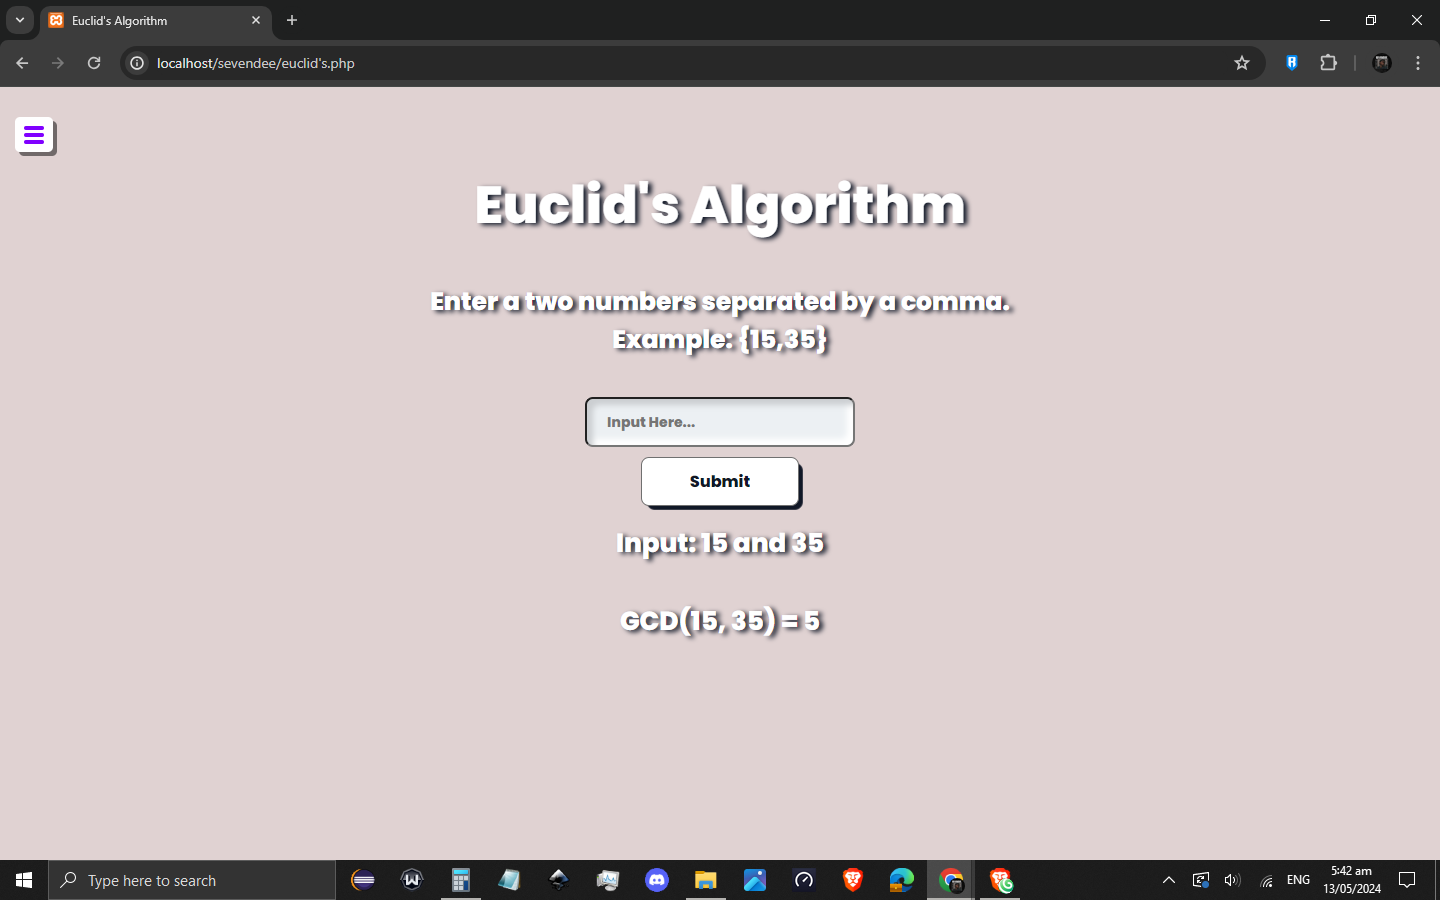 Euclid's Algorithm
localhost/sevendee/euclid's.php
Euclid's Algorithm
Enter a two numbers separated by a comma.
Example: {15,35}
Input Here...
Submit
Input: 15 and 35
GCD(15, 35) = 5
Type here to search
ENG
5:42 am
13/05/2024